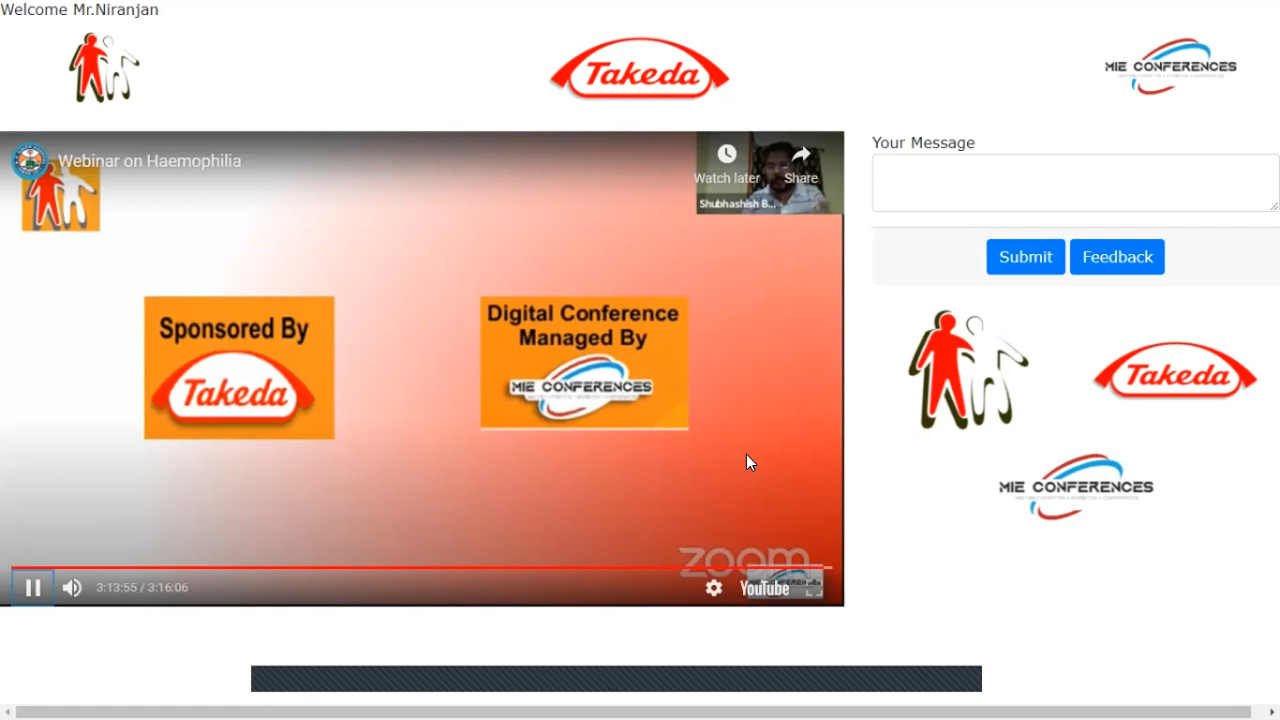 Welcome Mr.Niranjan
Takeda
MIE CONFERENCES
Webinar on Haemophilia
Watch later
Share
Shubhashish B...
Your Message
Submit
Feedback
Sponsored By
Takeda
Digital Conference
Managed By
MIE CONFERENCES
Takeda
MIE CONFERENCES
zoom
3:13:55 / 3:16:06
YouTube